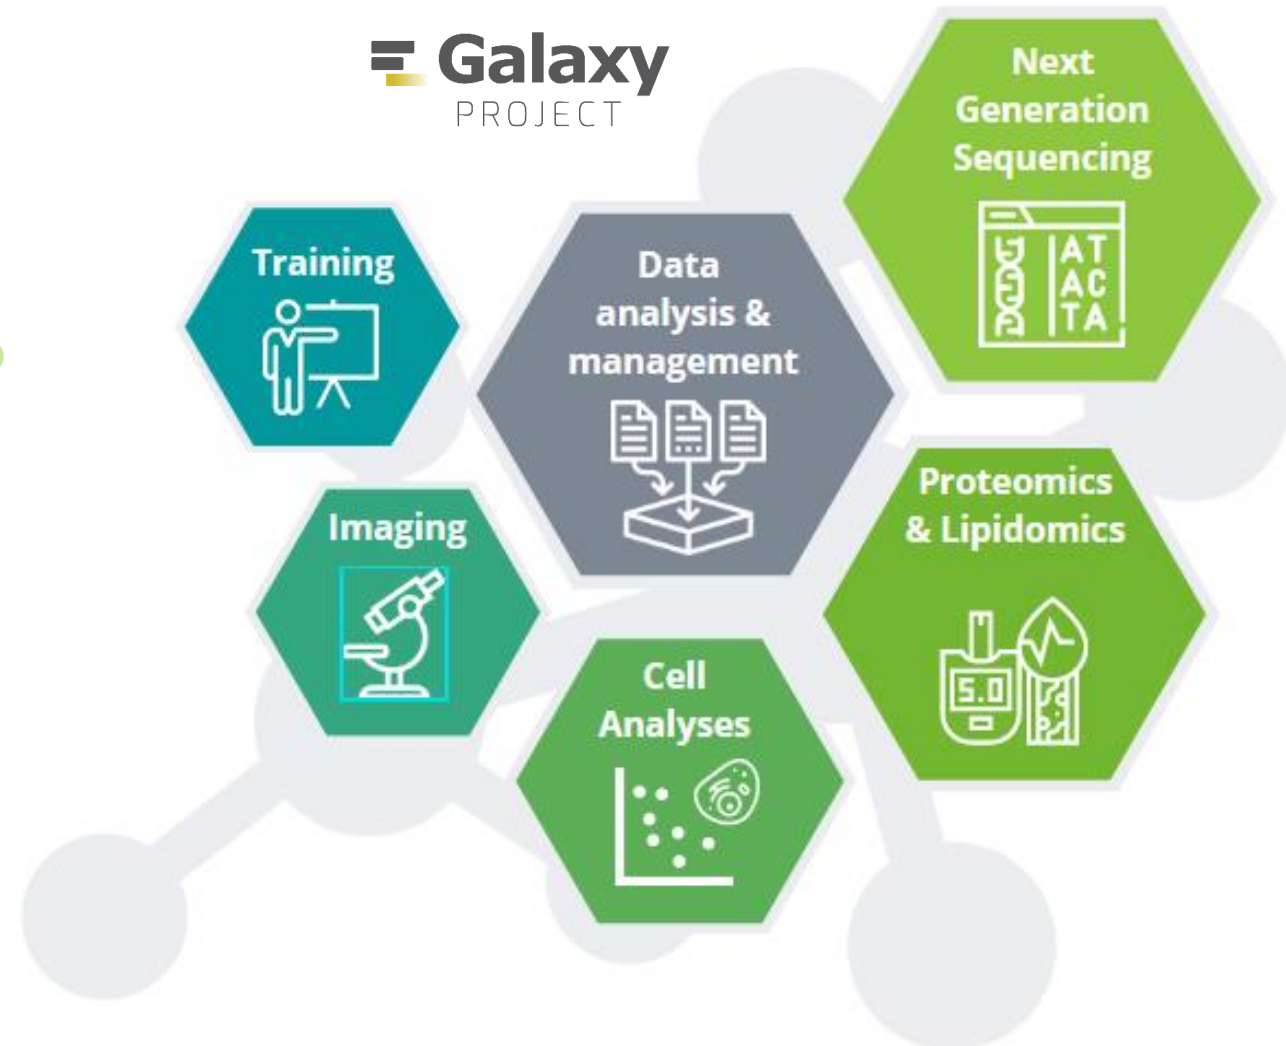 Galaxy
PROJECT
Next
Generation
Sequencing
AT
AC
TA
Training
Data
analysis &
management
Imaging
Proteomics
& Lipidomics
5.0
Cell
Analyses